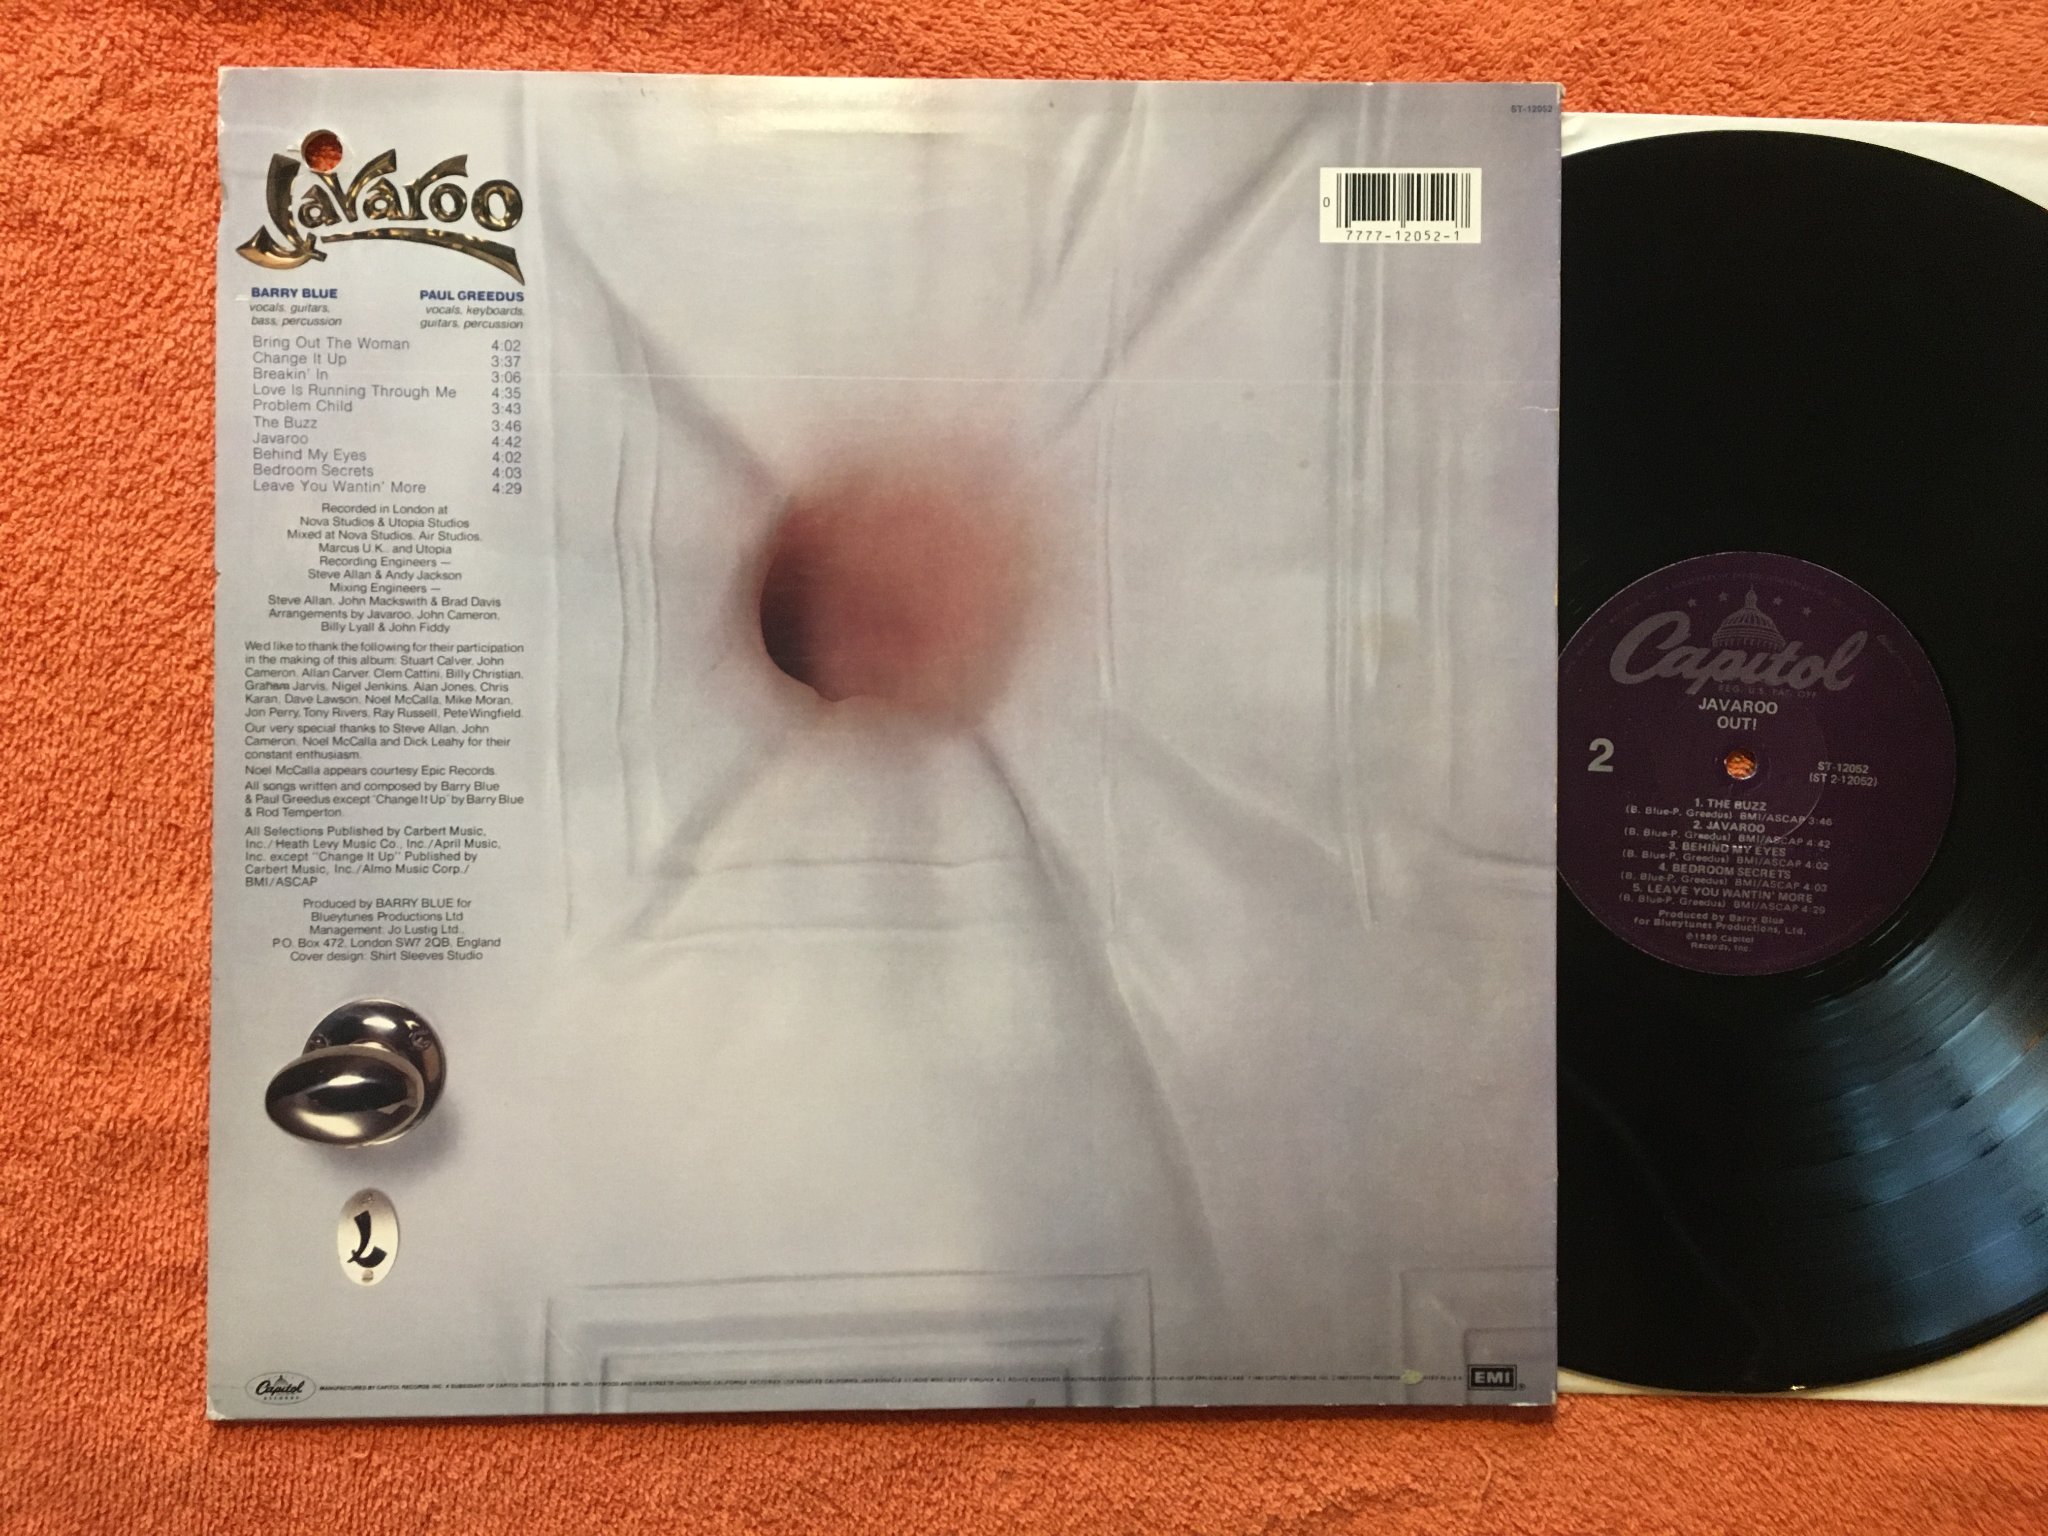 ST-12052
Javaroo
0
7777-12052-1
BARRY BLUE
vocals, guitars,
bass, percussion
PAUL GREEDUS
vocals, keyboards,
guitars, percussion
Bring Out The Woman 4:02
Change It Up 3:37
Breakin' In 3:06
Love Is Running Through Me 4:35
Problem Child 3:43
The Buzz 3:46
Javaroo 4:42
Behind My Eyes 4:02
Bedroom Secrets 4:03
Leave You Wantin' More 4:29
Recorded in London at
Nova Studios & Utopia Studios
Mixed at Nova Studios, Air Studios,
Marcus U.K., and Utopia
Recording Engineers —
Steve Allan & Andy Jackson
Mixing Engineers —
Steve Allan, John Mackswith & Brad Davis
Arrangements by Javaroo, John Cameron,
Billy Lyall & John Fiddy
We'd like to thank the following for their participation
in the making of this album: Stuart Calver, John
Cameron, Allan Carver, Clem Cattini, Billy Christian,
Graham Jarvis, Nigel Jenkins, Alan Jones, Chris
Karan, Dave Lawson, Noel McCalla, Mike Moran,
Jon Perry, Tony Rivers, Ray Russell, Pete Wingfield.
Our very special thanks to Steve Allan, John
Cameron, Noel McCalla and Dick Leahy for their
constant enthusiasm.
Noel McCalla appears courtesy Epic Records.
All songs written and composed by Barry Blue
& Paul Greedus except "Change It Up" by Barry Blue
& Rod Temperton.
All Selections Published by Carbert Music,
Inc./Heath Levy Music Co., Inc./April Music,
Inc. except "Change It Up" Published by
Carbert Music, Inc./Almo Music Corp./
BMI/ASCAP
Produced by BARRY BLUE for
Blueytunes Productions Ltd
Management: Jo Lustig Ltd.,
P.O. Box 472, London SW7 2QB, England
Cover design: Shirt Sleeves Studio
Capitol
RECORDS
MANUFACTURED BY CAPITOL RECORDS, INC. A SUBSIDIARY OF CAPITOL INDUSTRIES-EMI, INC.
EMI
Capitol
REG. U.S. PAT. OFF.
JAVAROO
OUT!
2
ST-12052
(ST 2-12052)
1. THE BUZZ
(B. Blue-P. Greedus) BMI/ASCAP 3:46
2. JAVAROO
(B. Blue-P. Greedus) BMI/ASCAP 4:42
3. BEHIND MY EYES
(B. Blue-P. Greedus) BMI/ASCAP 4:02
4. BEDROOM SECRETS
(B. Blue-P. Greedus) BMI/ASCAP 4:03
5. LEAVE YOU WANTIN' MORE
(B. Blue-P. Greedus) BMI/ASCAP 4:29
Produced by Barry Blue
for Blueytunes Productions, Ltd.
℗1980 Capitol
Records, Inc.